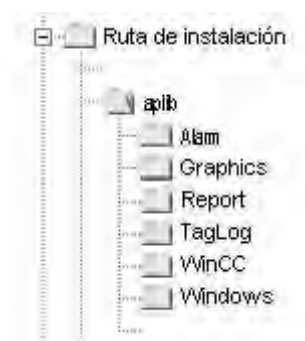 Ruta de instalación
aplib
Alarm
Graphics
Report
TagLog
WinCC
Windows